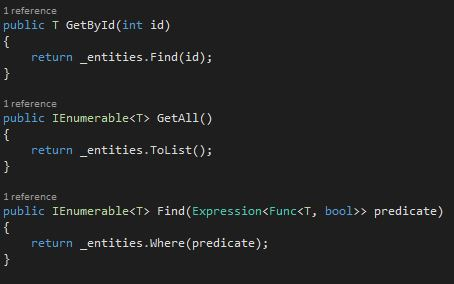 1 reference
public T GetById(int id)
{
    return _entities.Find(id);
}
1 reference
public IEnumerable<T> GetAll()
{
    return _entities.ToList();
}
1 reference
public IEnumerable<T> Find(Expression<Func<T, bool>> predicate)
{
    return _entities.Where(predicate);
}